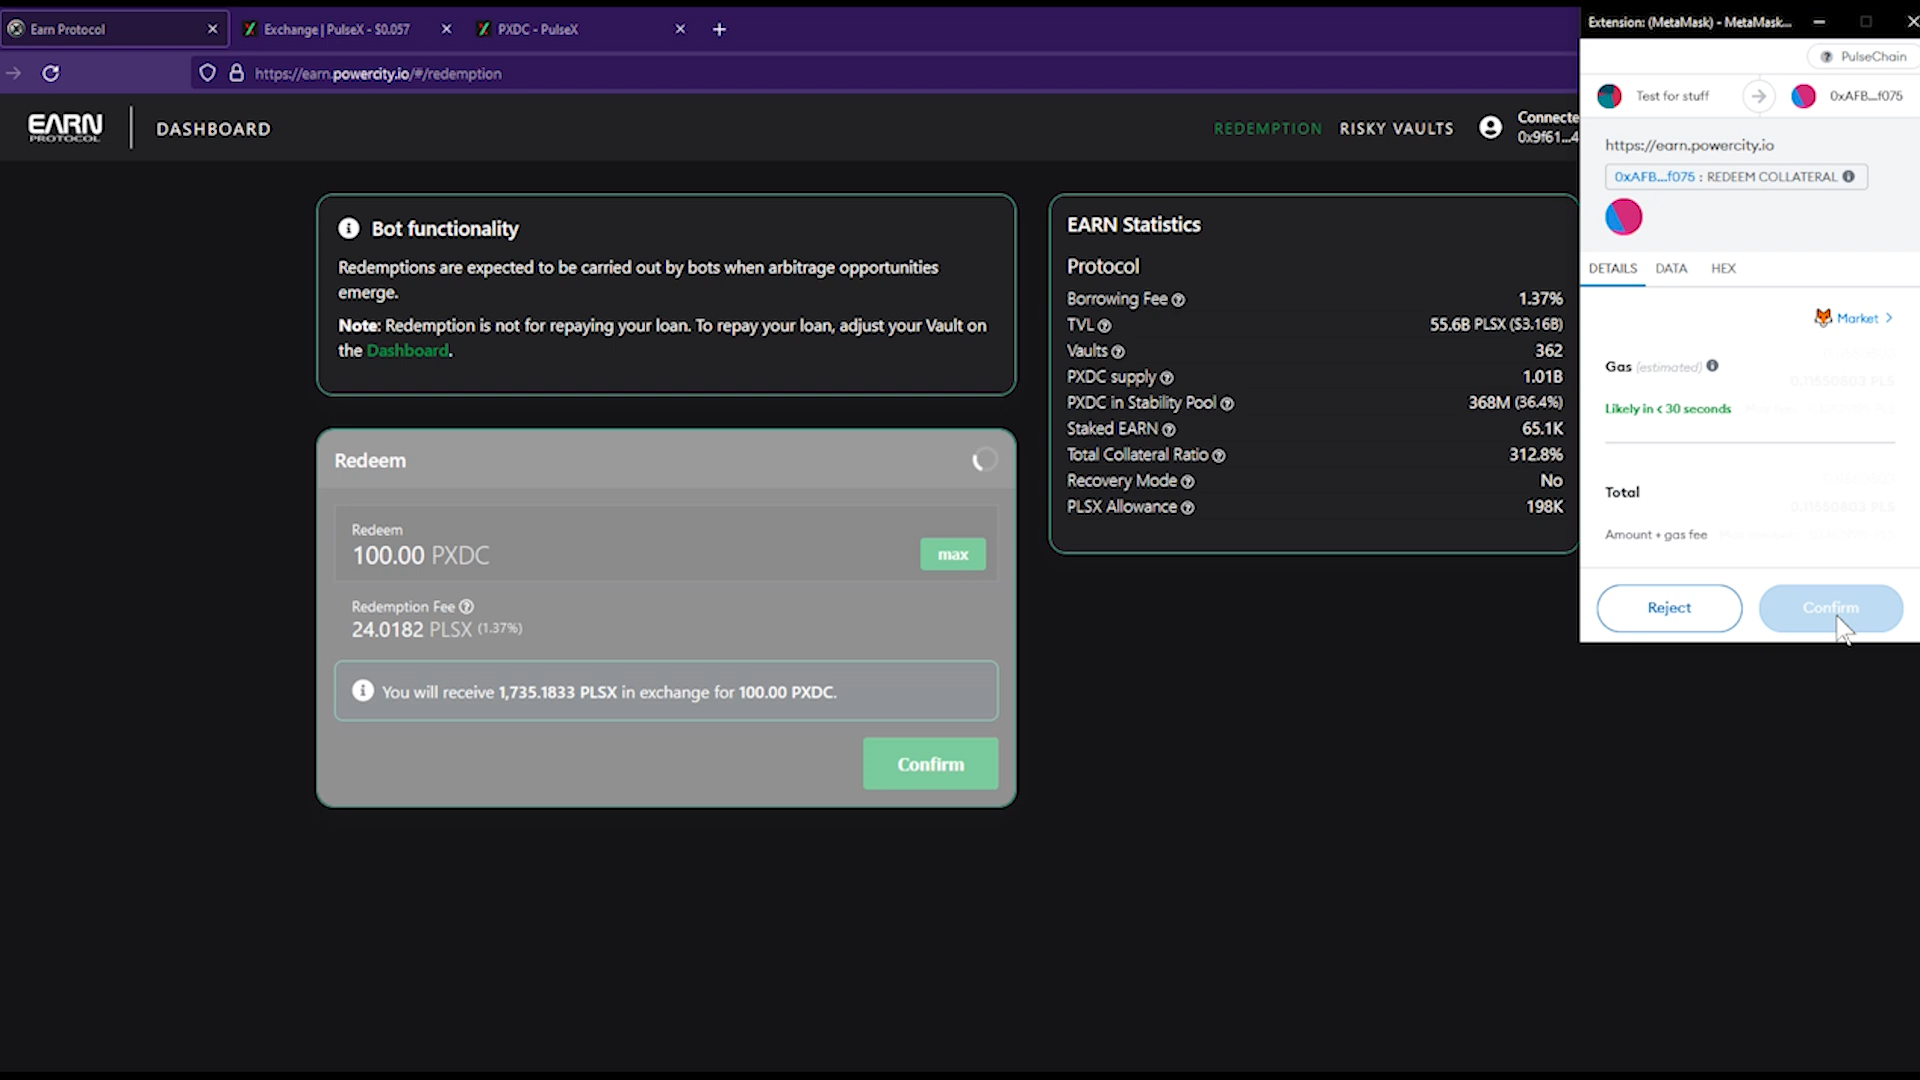 Earn Protocol
Exchange | PulseX - $0.057
PXDC - PulseX
https://earn.powercity.io/#/redemption
EARN
PROTOCOL
DASHBOARD
REDEMPTION
RISKY VAULTS
Connecte
0x9f61...4
Bot functionality
Redemptions are expected to be carried out by bots when arbitrage opportunities
emerge.
Note: Redemption is not for repaying your loan. To repay your loan, adjust your Vault on
the Dashboard.
Redeem
Redeem
100.00 PXDC
max
Redemption Fee
24.0182 PLSX (1.37%)
You will receive 1,735.1833 PLSX in exchange for 100.00 PXDC.
Confirm
EARN Statistics
Protocol
Borrowing Fee 1.37%
TVL 55.6B PLSX ($3.16B)
Vaults 362
PXDC supply 1.01B
PXDC in Stability Pool 368M (36.4%)
Staked EARN 65.1K
Total Collateral Ratio 312.8%
Recovery Mode No
PLSX Allowance 198K
Extension: (MetaMask) - MetaMask...
PulseChain
Test for stuff
0xAFB...f075
https://earn.powercity.io
0xAFB...f075 : REDEEM COLLATERAL
DETAILS DATA HEX
Market
Gas (estimated)
0.11550803 PLS
Likely in < 30 seconds
Total
0.11550803 PLS
Amount + gas fee
Reject
Confirm